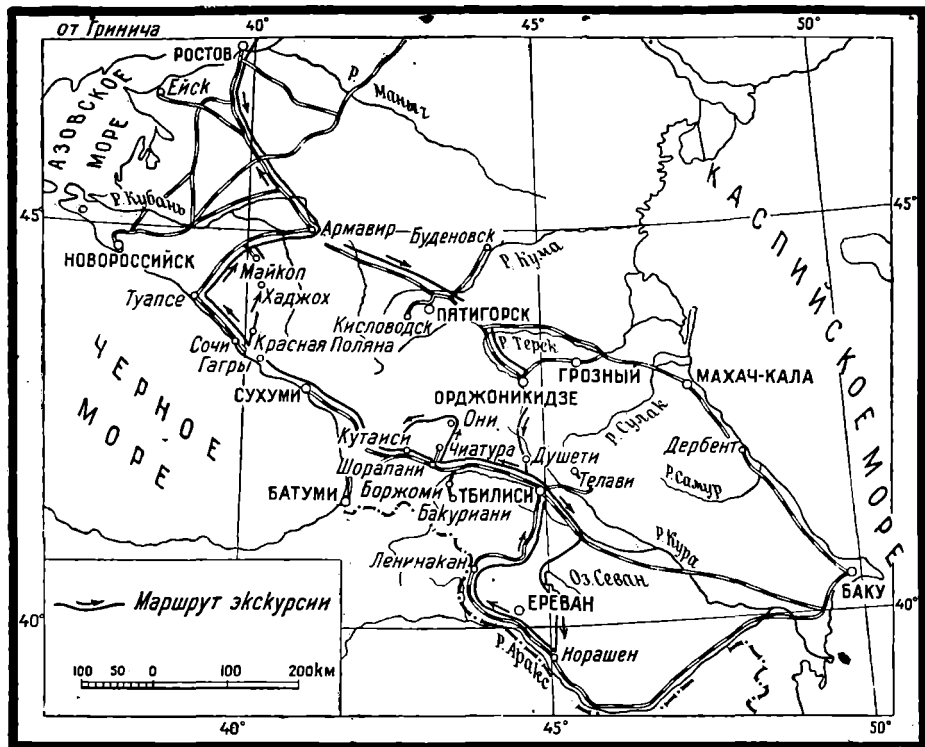 от Гринича
40°
45°
50°
РОСТОВ
Ейск
р. Маныч
АЗОВСКОЕ
МОРЕ
р. Кубань
45°
45°
НОВОРОССИЙСК
Армавир
Буденовск
р. Кума
КАСПИЙСКОЕ МОРЕ
Майкоп
Туапсе
Хаджох
Кисловодск
ПЯТИГОРСК
Сочи
Красная Поляна
Гагры
р. Терск
ГРОЗНЫЙ
МАХАЧ-КАЛА
ЧЕРНОЕ
МОРЕ
СУХУМИ
ОРДЖОНИКИДЗЕ
р. Сулак
Они
Кутаиси
Чиатура
Душети
Дербент
Шорапани
Телави
р. Самур
БАТУМИ
Боржоми
ТБИЛИСИ
Бакуриани
р. Кура
Ленинакан
Оз. Севан
БАКУ
ЕРЕВАН
Маршрут экскурсии
40°
40°
р. Аракс
Норашен
100 50 0 100 200км
40°
45°
50°